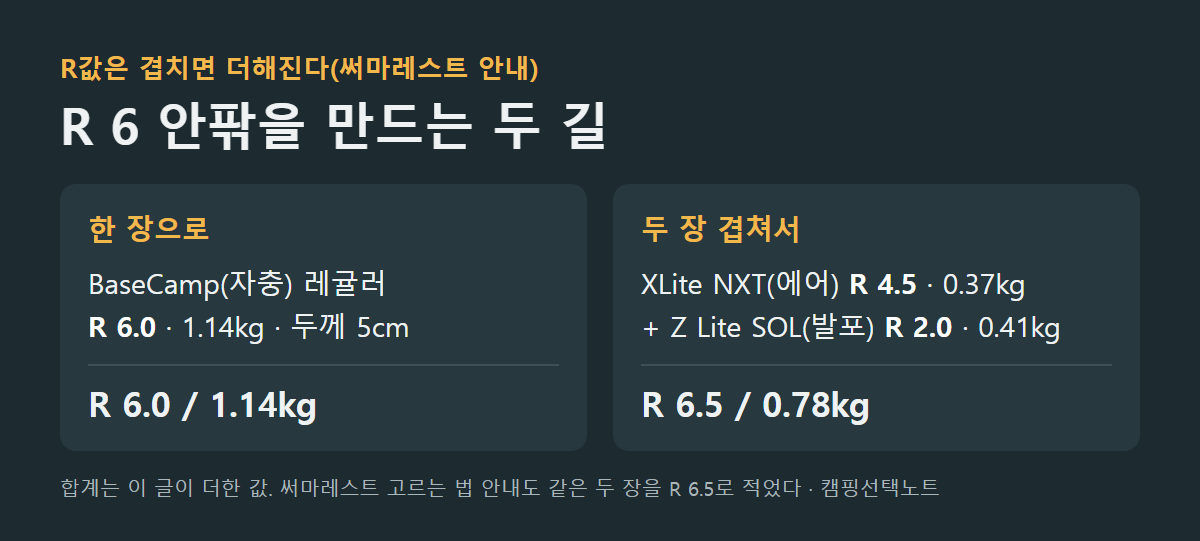 R값은 겹치면 더해진다(써마레스트 안내)
R 6 안팎을 만드는 두 길
한 장으로
BaseCamp(자충) 레귤러
R 6.0 · 1.14kg · 두께 5cm
R 6.0 / 1.14kg
두 장 겹쳐서
XLite NXT(에어) R 4.5 · 0.37kg
+ Z Lite SOL(발포) R 2.0 · 0.41kg
R 6.5 / 0.78kg
합계는 이 글이 더한 값. 써마레스트 고르는 법 안내도 같은 두 장을 R 6.5로 적었다 · 캠핑선택노트